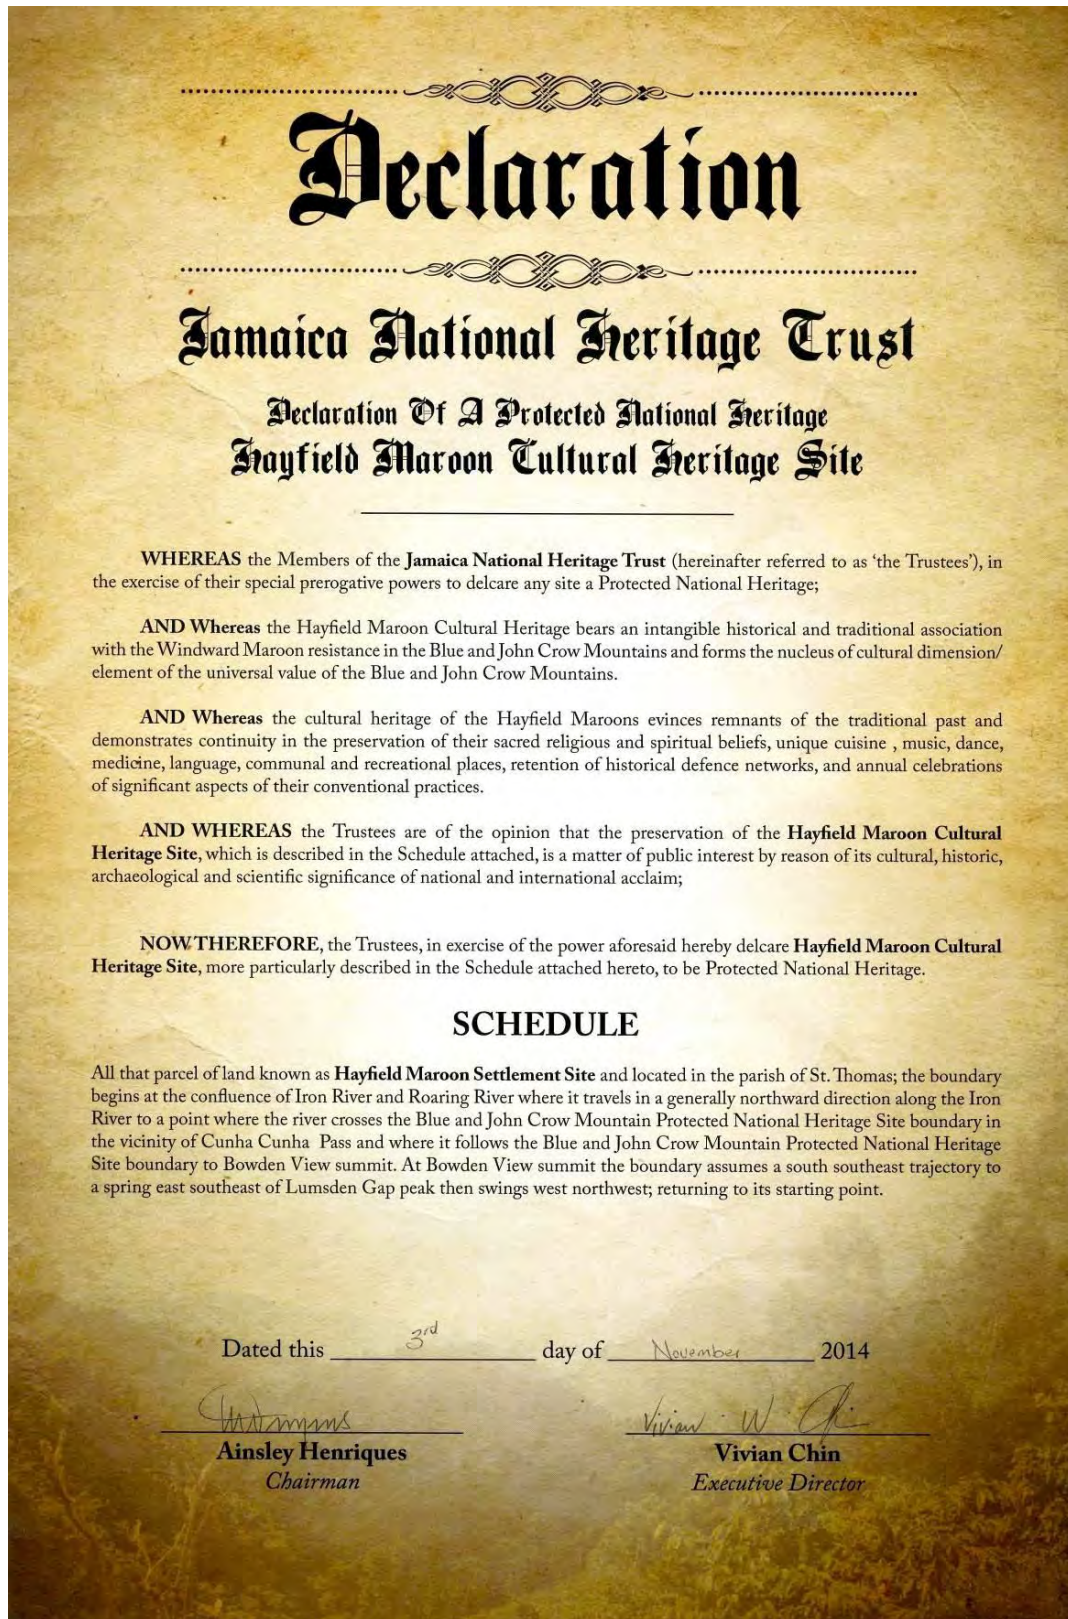 Declaration
Jamaica National Heritage Trust
Declaration Of A Protected National Heritage
Hayfield Maroon Cultural Heritage Site
WHEREAS the Members of the Jamaica National Heritage Trust (hereinafter referred to as ‘the Trustees’), in
the exercise of their special prerogative powers to delcare any site a Protected National Heritage;
AND Whereas the Hayfield Maroon Cultural Heritage bears an intangible historical and traditional association
with the Windward Maroon resistance in the Blue and John Crow Mountains and forms the nucleus of cultural dimension/
element of the universal value of the Blue and John Crow Mountains.
AND Whereas the cultural heritage of the Hayfield Maroons evinces remnants of the traditional past and
demonstrates continuity in the preservation of their sacred religious and spiritual beliefs, unique cuisine , music, dance,
medicine, language, communal and recreational places, retention of historical defence networks, and annual celebrations
of significant aspects of their conventional practices.
AND WHEREAS the Trustees are of the opinion that the preservation of the Hayfield Maroon Cultural
Heritage Site, which is described in the Schedule attached, is a matter of public interest by reason of its cultural, historic,
archaeological and scientific significance of national and international acclaim;
NOW THEREFORE, the Trustees, in exercise of the power aforesaid hereby delcare Hayfield Maroon Cultural
Heritage Site, more particularly described in the Schedule attached hereto, to be Protected National Heritage.
SCHEDULE
All that parcel of land known as Hayfield Maroon Settlement Site and located in the parish of St. Thomas; the boundary
begins at the confluence of Iron River and Roaring River where it travels in a generally northward direction along the Iron
River to a point where the river crosses the Blue and John Crow Mountain Protected National Heritage Site boundary in
the vicinity of Cunha Cunha Pass and where it follows the Blue and John Crow Mountain Protected National Heritage
Site boundary to Bowden View summit. At Bowden View summit the boundary assumes a south southeast trajectory to
a spring east southeast of Lumsden Gap peak then swings west northwest; returning to its starting point.
Dated this 3rd day of November 2014
Vivian W Chin
Ainsley Henriques Vivian Chin
Chairman Executive Director